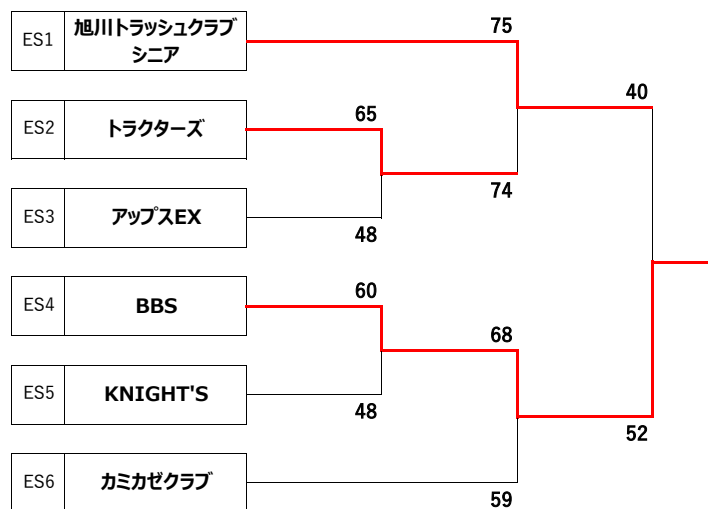 75
ES1
旭川トラッシュクラブ
シニア
40
65
ES2
トラクターズ
74
ES3
アップスEX
48
60
ES4
BBS
68
ES5
KNIGHT'S
48
52
ES6
カミカゼクラブ
59